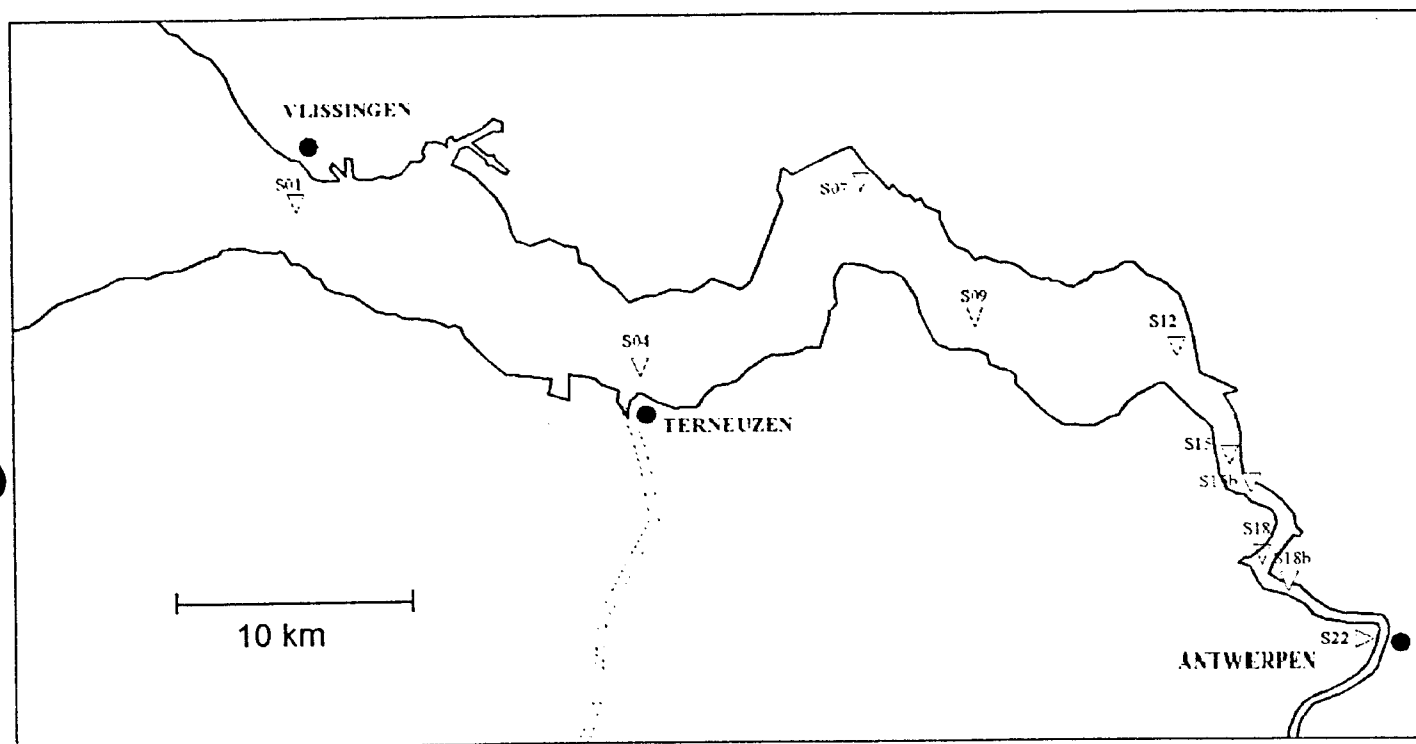 VLISSINGEN
S01
S07
S09
S12
S04
TERNEUZEN
S15
S18
S18b
10 km
S22
ANTWERPEN